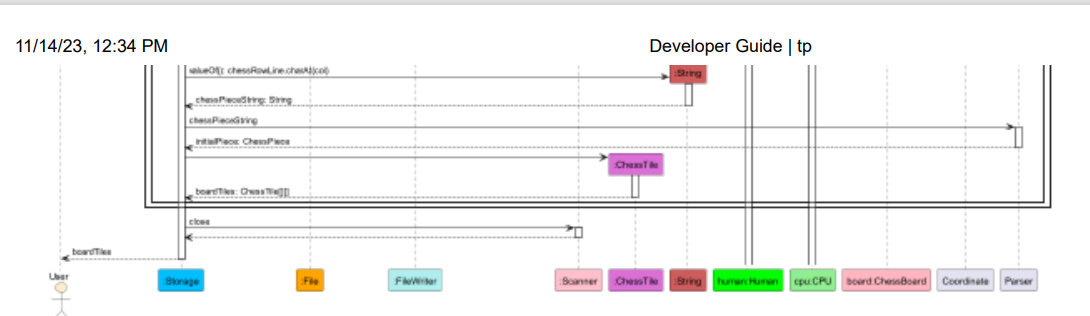 11/14/23, 12:34 PM
Developer Guide | tp
valueOf(): chessRowLine.charAt(col)
:String
chessPieceString: String
chessPieceString
initialPiece: ChessPiece
:ChessTile
boardTiles: ChessTile[][]
close
boardTiles
User
:Storage
:File
:FileWriter
:Scanner
:ChessTile
:String
human:Human
cpu:CPU
board:ChessBoard
Coordinate
Parser